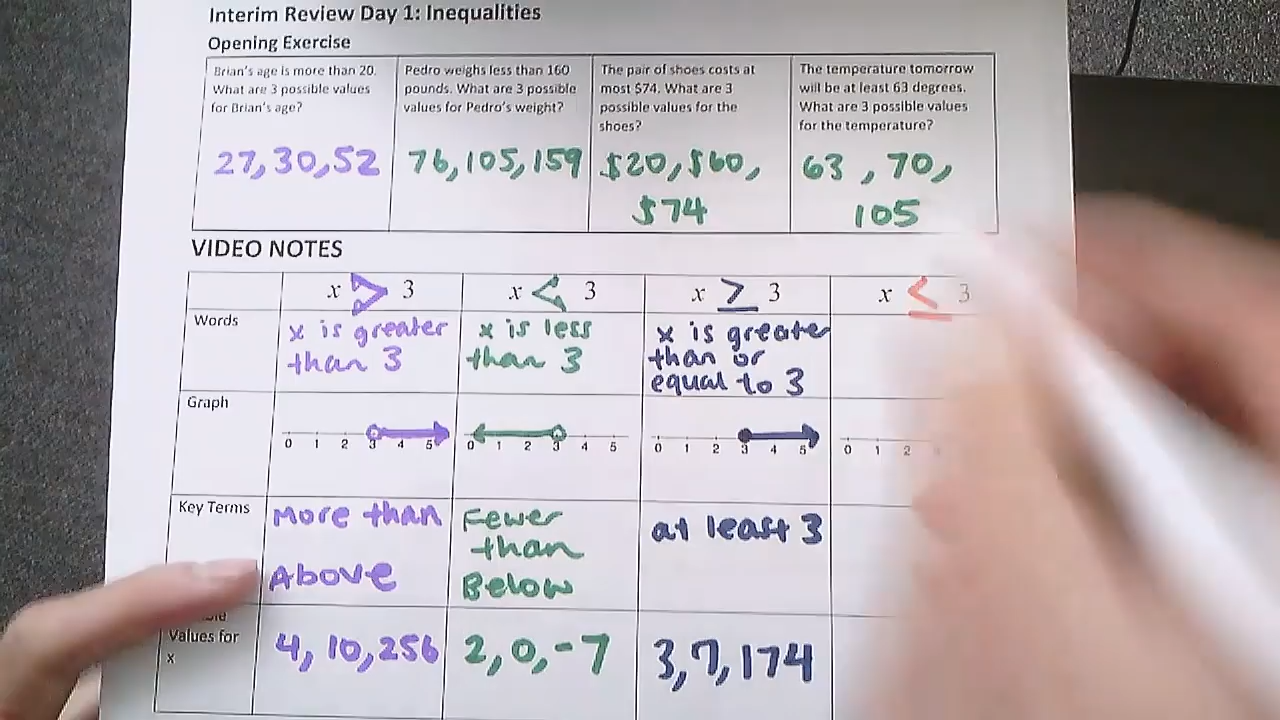 Interim Review Day 1: Inequalities
Opening Exercise
Brian's age is more than 20.
What are 3 possible values
for Brian's age?
27, 30, 52
Pedro weighs less than 160
pounds. What are 3 possible
values for Pedro's weight?
76, 105, 159
The pair of shoes costs at
most $74. What are 3
possible values for the
shoes?
$20, $60,
$74
The temperature tomorrow
will be at least 63 degrees.
What are 3 possible values
for the temperature?
63, 70,
105
VIDEO NOTES
x > 3
x < 3
x ≥ 3
x ≤ 3
Words
x is greater
than 3
x is less
than 3
x is greater
than or
equal to 3
Graph
0 1 2 3 4 5
0 1 2 3 4 5
0 1 2 3 4 5
0 1 2
Key Terms
More than
Above
Fewer
than
Below
at least 3
Values for
x
4, 10, 256
2, 0, -7
3, 7, 174